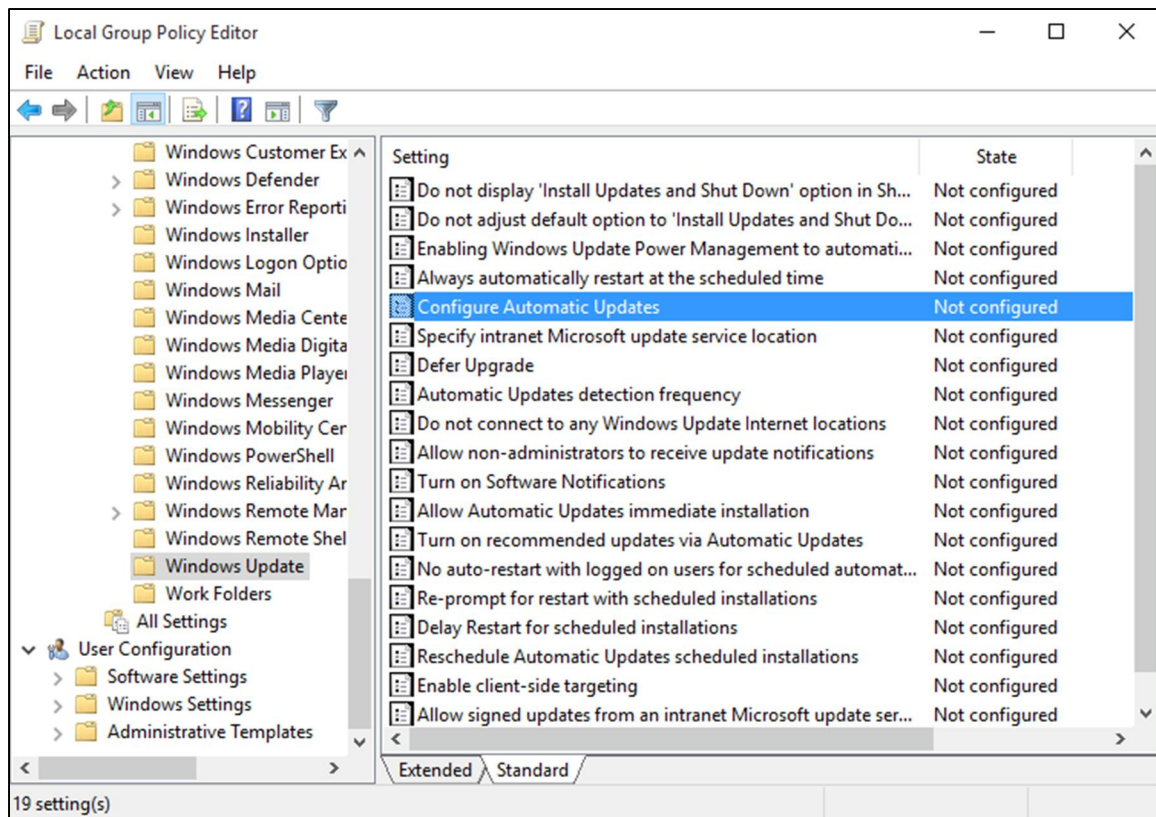 Local Group Policy Editor
File Action View Help
Windows Customer Ex
Windows Defender
Windows Error Reporti
Windows Installer
Windows Logon Optio
Windows Mail
Windows Media Cente
Windows Media Digita
Windows Media Player
Windows Messenger
Windows Mobility Cen
Windows PowerShell
Windows Reliability An
Windows Remote Man
Windows Remote Shel
Windows Update
Work Folders
All Settings
User Configuration
Software Settings
Windows Settings
Administrative Templates
Setting State
Do not display 'Install Updates and Shut Down' option in Sh... Not configured
Do not adjust default option to 'Install Updates and Shut Do... Not configured
Enabling Windows Update Power Management to automati... Not configured
Always automatically restart at the scheduled time Not configured
Configure Automatic Updates Not configured
Specify intranet Microsoft update service location Not configured
Defer Upgrade Not configured
Automatic Updates detection frequency Not configured
Do not connect to any Windows Update Internet locations Not configured
Allow non-administrators to receive update notifications Not configured
Turn on Software Notifications Not configured
Allow Automatic Updates immediate installation Not configured
Turn on recommended updates via Automatic Updates Not configured
No auto-restart with logged on users for scheduled automat... Not configured
Re-prompt for restart with scheduled installations Not configured
Delay Restart for scheduled installations Not configured
Reschedule Automatic Updates scheduled installations Not configured
Enable client-side targeting Not configured
Allow signed updates from an intranet Microsoft update ser... Not configured
Extended Standard
19 setting(s)